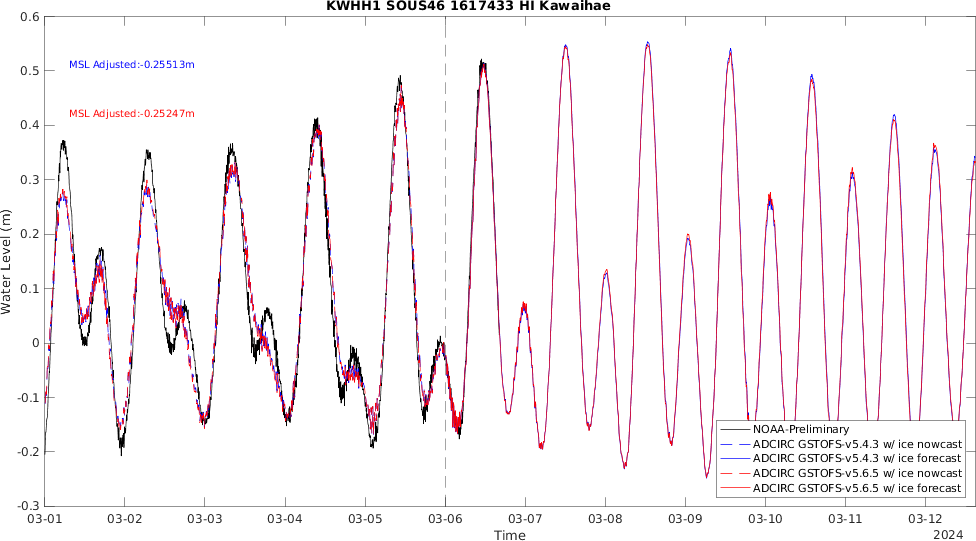 KWHH1 SOUS46 1617433 HI Kawaihae
0.6
0.5
0.4
0.3
0.2
0.1
0
-0.1
-0.2
-0.3
Water Level (m)
MSL Adjusted:-0.25513m
MSL Adjusted:-0.25247m
NOAA-Preliminary
ADCIRC GSTOFS-v5.4.3 w/ ice nowcast
ADCIRC GSTOFS-v5.4.3 w/ ice forecast
ADCIRC GSTOFS-v5.6.5 w/ ice nowcast
ADCIRC GSTOFS-v5.6.5 w/ ice forecast
03-01 03-02 03-03 03-04 03-05 03-06 03-07 03-08 03-09 03-10 03-11 03-12
Time
2024